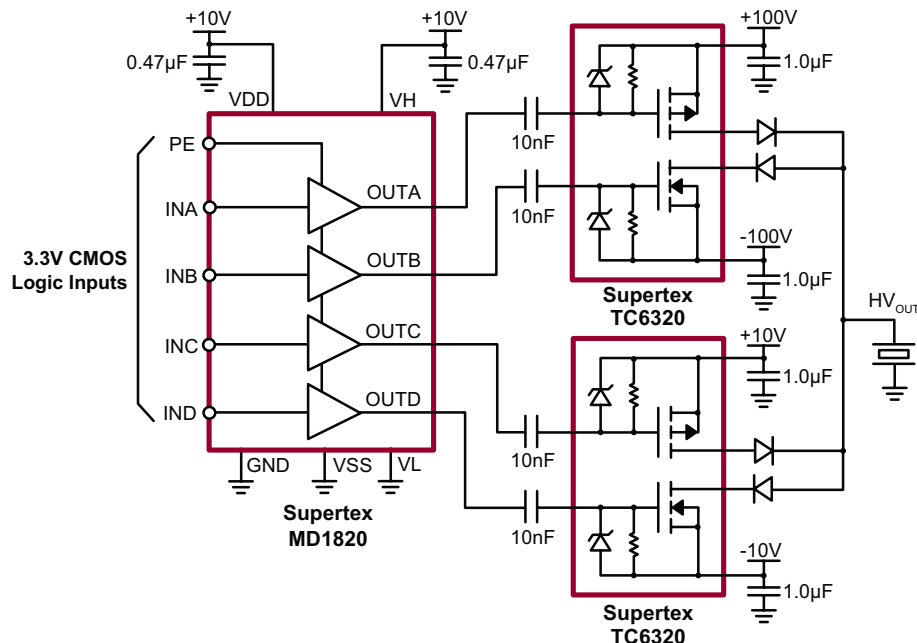 +10V
+10V
+100V
0.47µF
0.47µF
1.0µF
VDD
VH
PE
10nF
OUTA
INA
10nF
3.3V CMOS
Logic Inputs
OUTB
INB
-100V
1.0µF
Supertex
TC6320
HVOUT
OUTC
INC
+10V
1.0µF
OUTD
IND
10nF
GND
VSS
VL
Supertex
MD1820
10nF
-10V
1.0µF
Supertex
TC6320